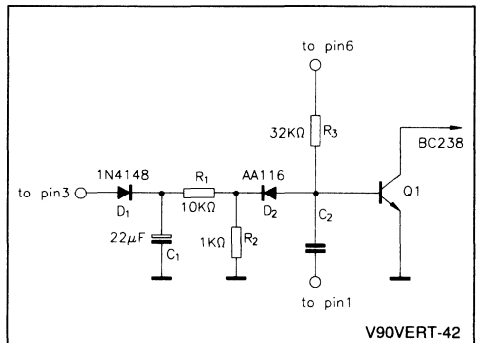 to pin6
32KΩ R3
BC238
1N4148 R1 AA116
to pin3 Q1
D1 10KΩ D2 C2
22μF 1KΩ R2
C1
to pin1
V90VERT-42